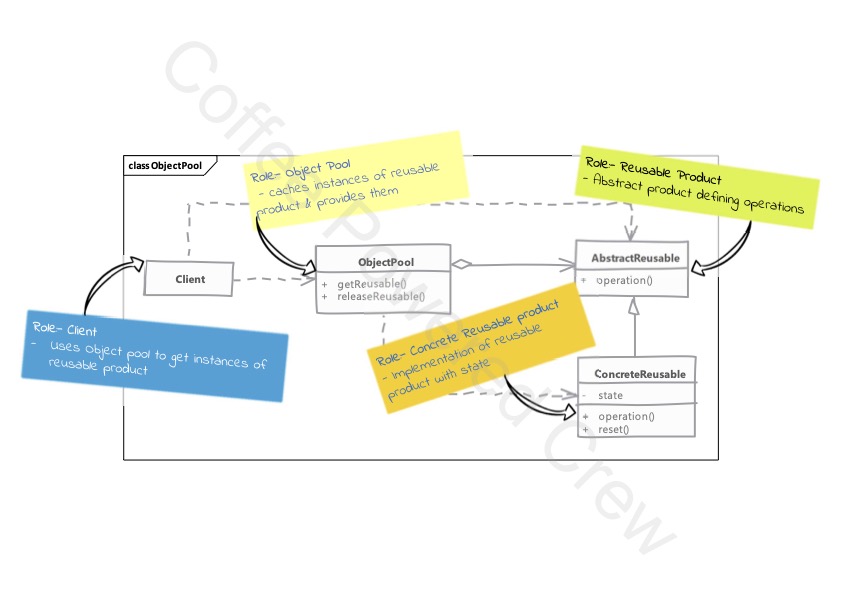 Coffee Powered Crew
class ObjectPool
Role- Object Pool
- caches instances of reusable
product & provides them
Role- Reusable Product
- Abstract product defining operations
Client
ObjectPool
+ getReusable()
+ releaseReusable()
AbstractReusable
+ operation()
Role- Client
- Uses Object pool to get instances of
reusable product
Role- Concrete Reusable product
- Implementation of reusable
product with state
ConcreteReusable
- state
+ operation()
+ reset()